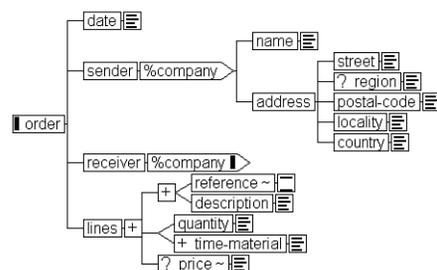 date
name
sender %company
street
? region
address postal-code
locality
country
order
receiver %company
+ reference ~
description
lines + quantity
+ time-material
? price ~